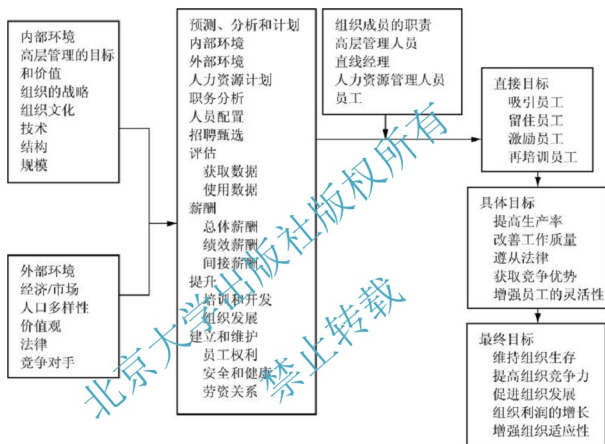 内部环境
高层管理的目标
和价值
组织的战略
组织文化
技术
结构
规模
外部环境
经济/市场
人口多样性
价值观
法律
竞争对手
预测、分析和计划
内部环境
外部环境
人力资源计划
职务分析
人员配置
招聘甄选
评估
获取数据
使用数据
薪酬
总体薪酬
绩效薪酬
间接薪酬
提升
培训和开发
组织发展
建立和维护
员工权利
安全和健康
劳资关系
组织成员的职责
高层管理人员
直线经理
人力资源管理人员
员工
直接目标
吸引员工
留住员工
激励员工
再培训员工
具体目标
提高生产率
改善工作质量
遵从法律
获取竞争优势
增强员工的灵活性
最终目标
维持组织生存
提高组织竞争力
促进组织发展
组织利润的增长
增强组织适应性
北京大学出版社版权所有
禁止转载